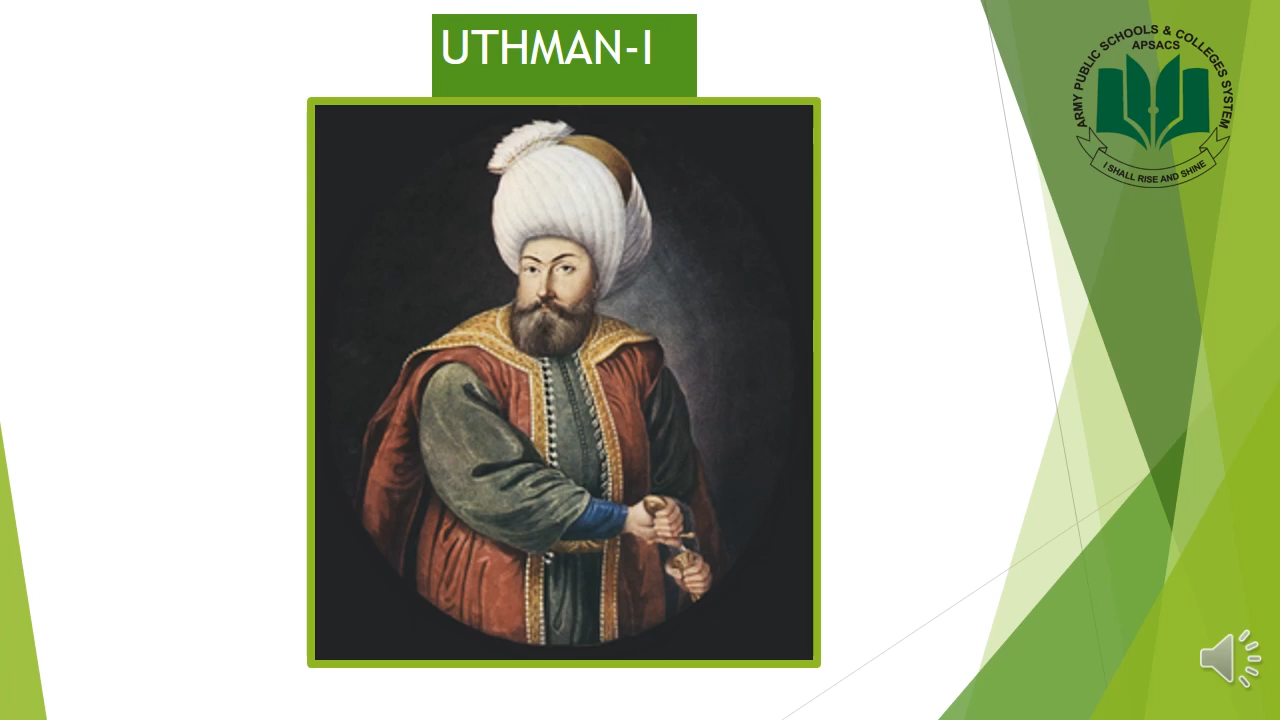 UTHMAN-I
ARMY PUBLIC SCHOOLS & COLLEGES SYSTEM
APSACS
I SHALL RISE AND SHINE